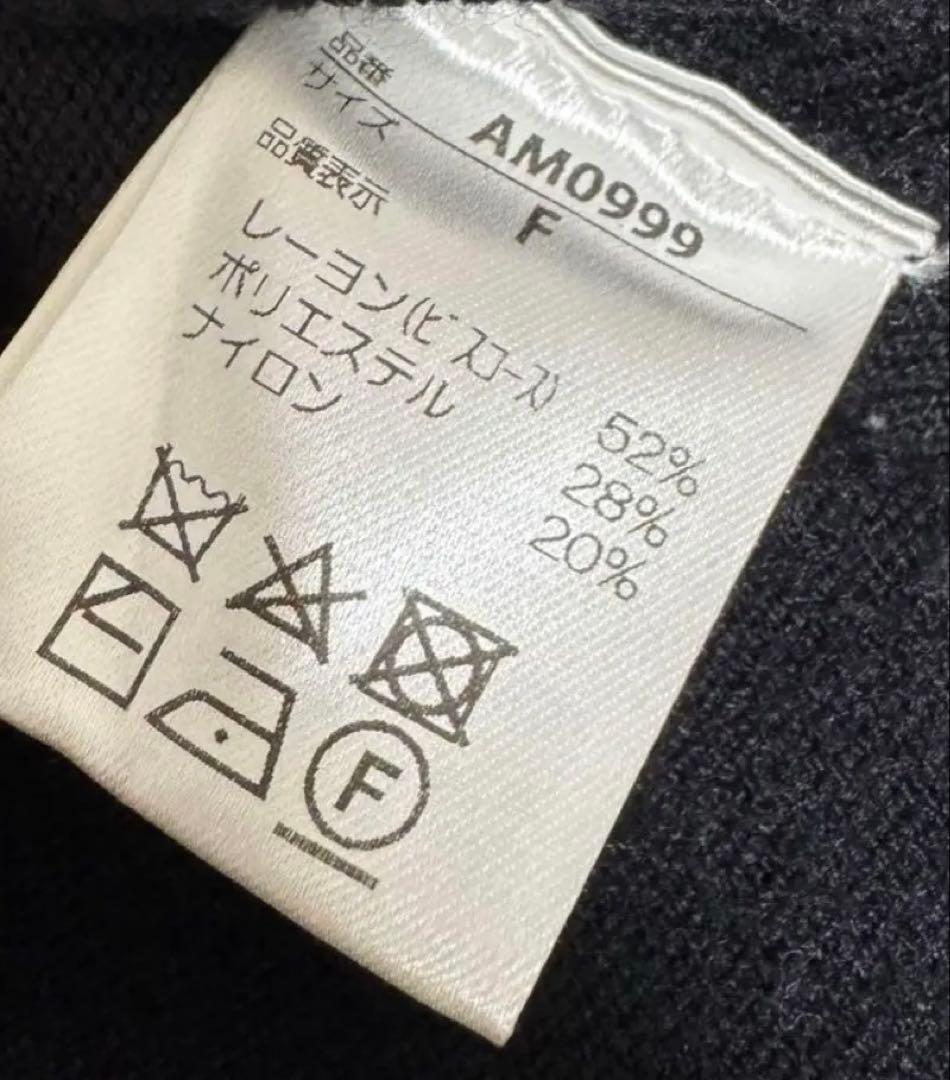 品番 AM0999
サイズ F
品質表示
レーヨン(ビスコース) 52%
ポリエステル 28%
ナイロン 20%
F